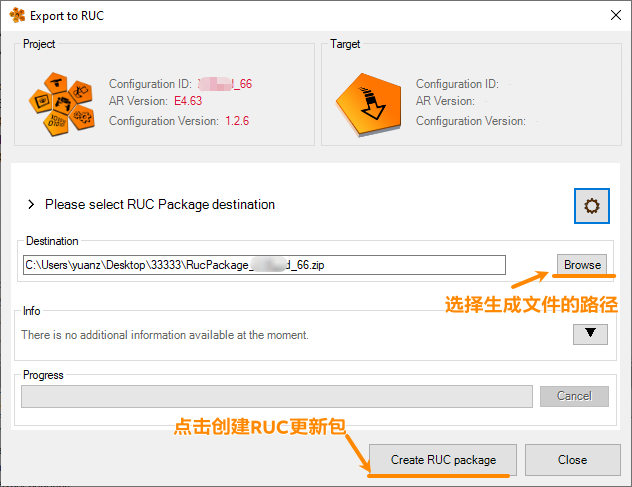 Export to RUC
Project
Configuration ID: _66
AR Version: E4.63
Configuration Version: 1.2.6
Target
Configuration ID:
AR Version:
Configuration Version:
Please select RUC Package destination
Destination
C:\Users\yuanz\Desktop\33333\RucPackage_ d_66.zip
Browse
选择生成文件的路径
Info
There is no additional information available at the moment.
Progress
Cancel
点击创建RUC更新包
Create RUC package
Close